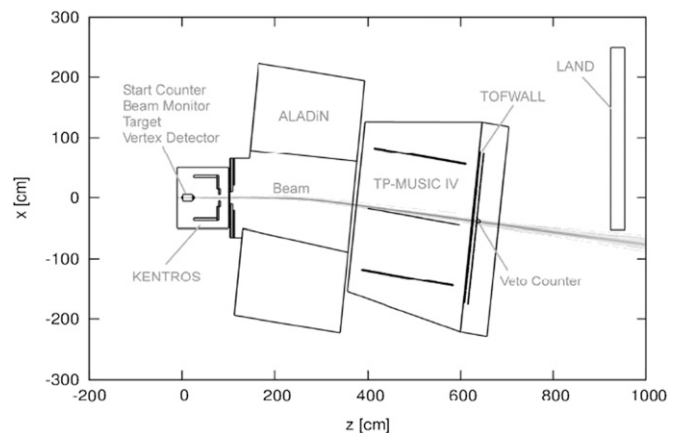 300
200
100
0
-100
-200
-300
x [cm]
Start Counter
Beam Monitor
Target
Vertex Detector
KENTROS
ALADiN
Beam
TP-MUSIC IV
TOFWALL
LAND
Veto Counter
-200
0
200
400
600
800
1000
z [cm]